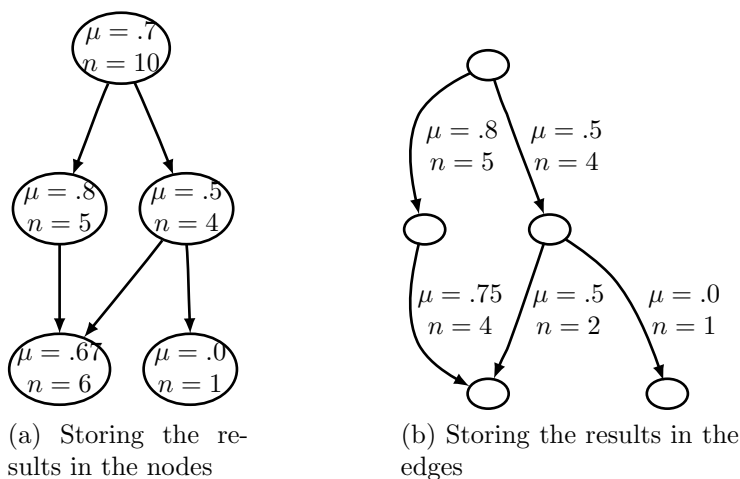 μ = .7
n = 10
μ = .8
n = 5
μ = .5
n = 4
μ = .67
n = 6
μ = .0
n = 1
(a) Storing the re-
sults in the nodes
μ = .8
n = 5
μ = .5
n = 4
μ = .75
n = 4
μ = .5
n = 2
μ = .0
n = 1
(b) Storing the results in the
edges